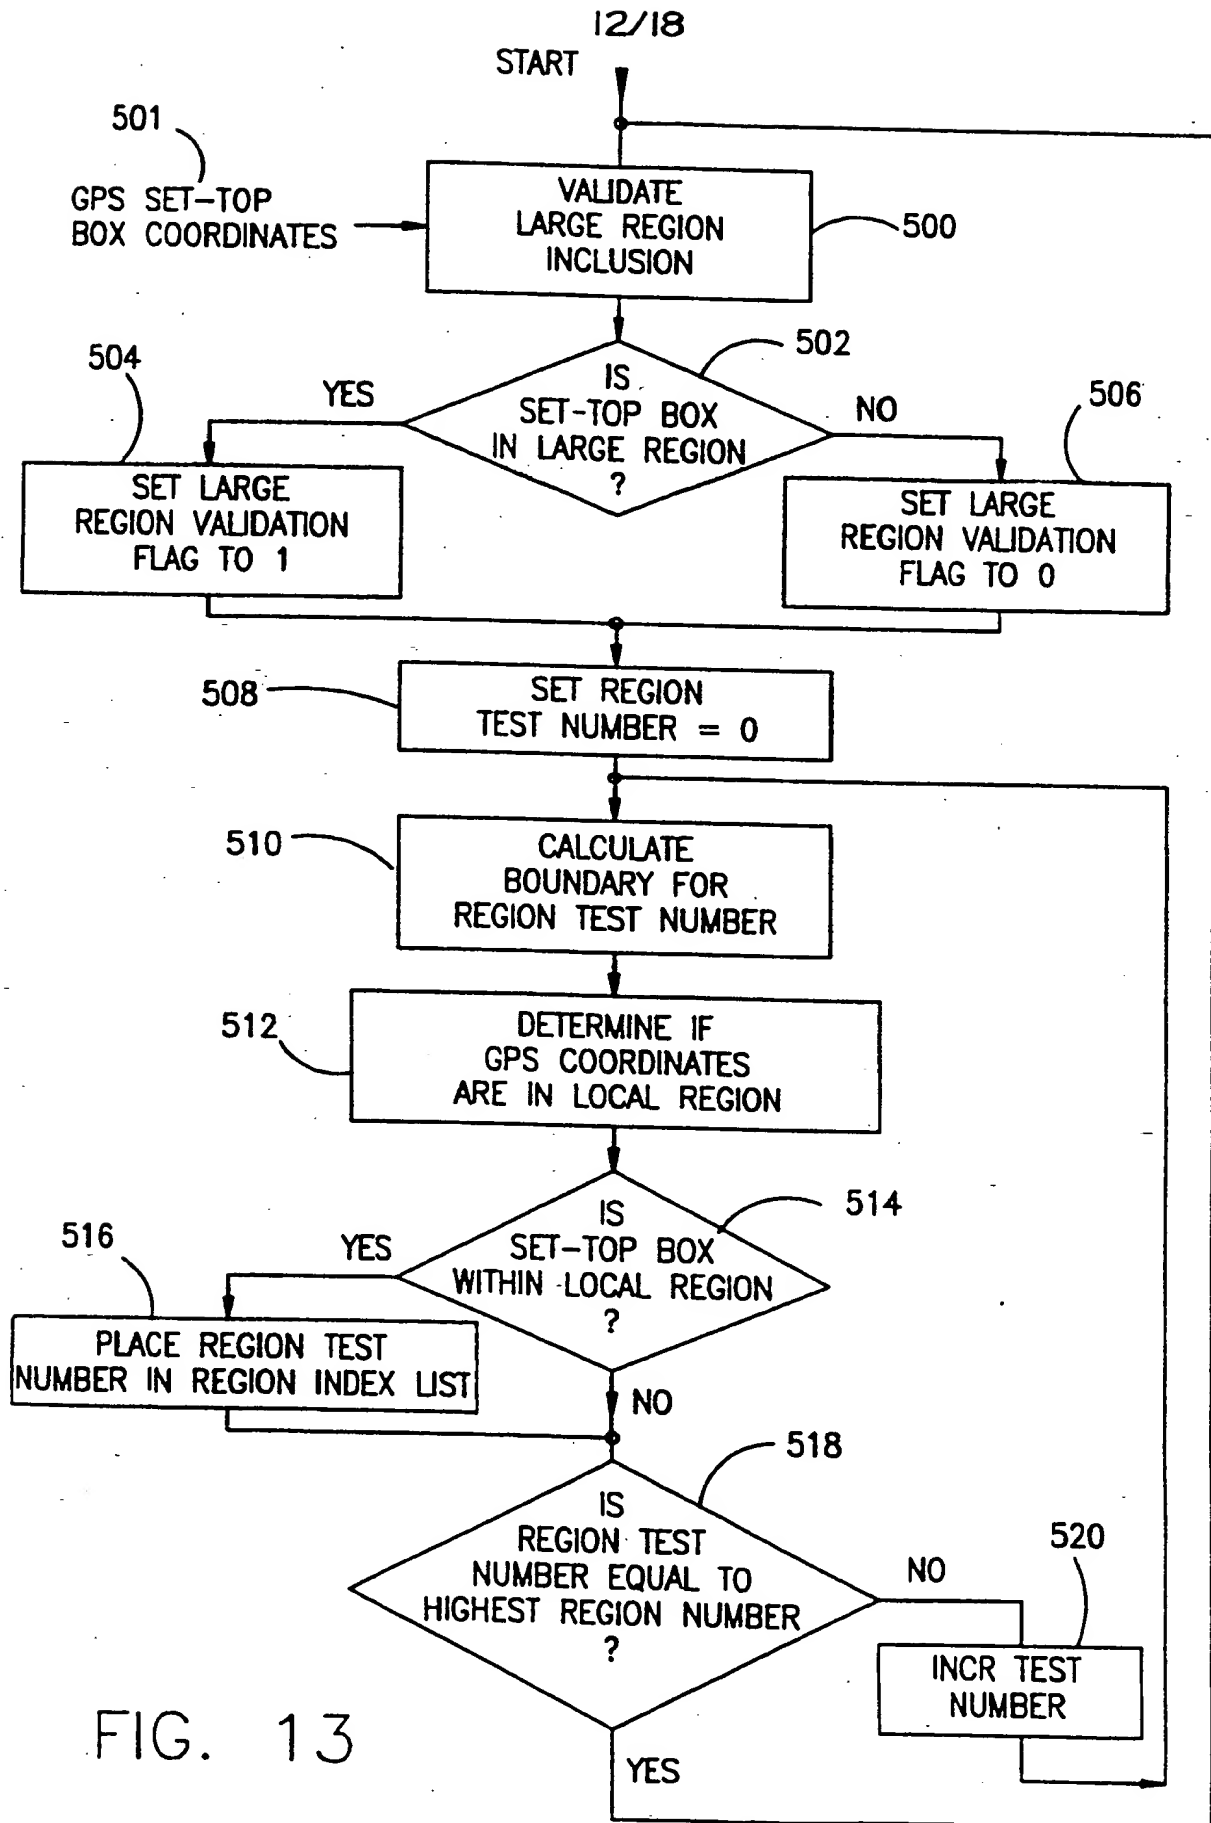 12/18
START
501
GPS SET-TOP
BOX COORDINATES
VALIDATE
LARGE REGION
INCLUSION
500
502
IS
SET-TOP BOX
IN LARGE REGION
?
YES
NO
504
SET LARGE
REGION VALIDATION
FLAG TO 1
506
SET LARGE
REGION VALIDATION
FLAG TO 0
508
SET REGION
TEST NUMBER = 0
510
CALCULATE
BOUNDARY FOR
REGION TEST NUMBER
512
DETERMINE IF
GPS COORDINATES
ARE IN LOCAL REGION
514
IS
SET-TOP BOX
WITHIN LOCAL REGION
?
YES
516
PLACE REGION TEST
NUMBER IN REGION INDEX LIST
NO
518
IS
REGION TEST
NUMBER EQUAL TO
HIGHEST REGION NUMBER
?
NO
520
INCR TEST
NUMBER
YES
FIG. 13